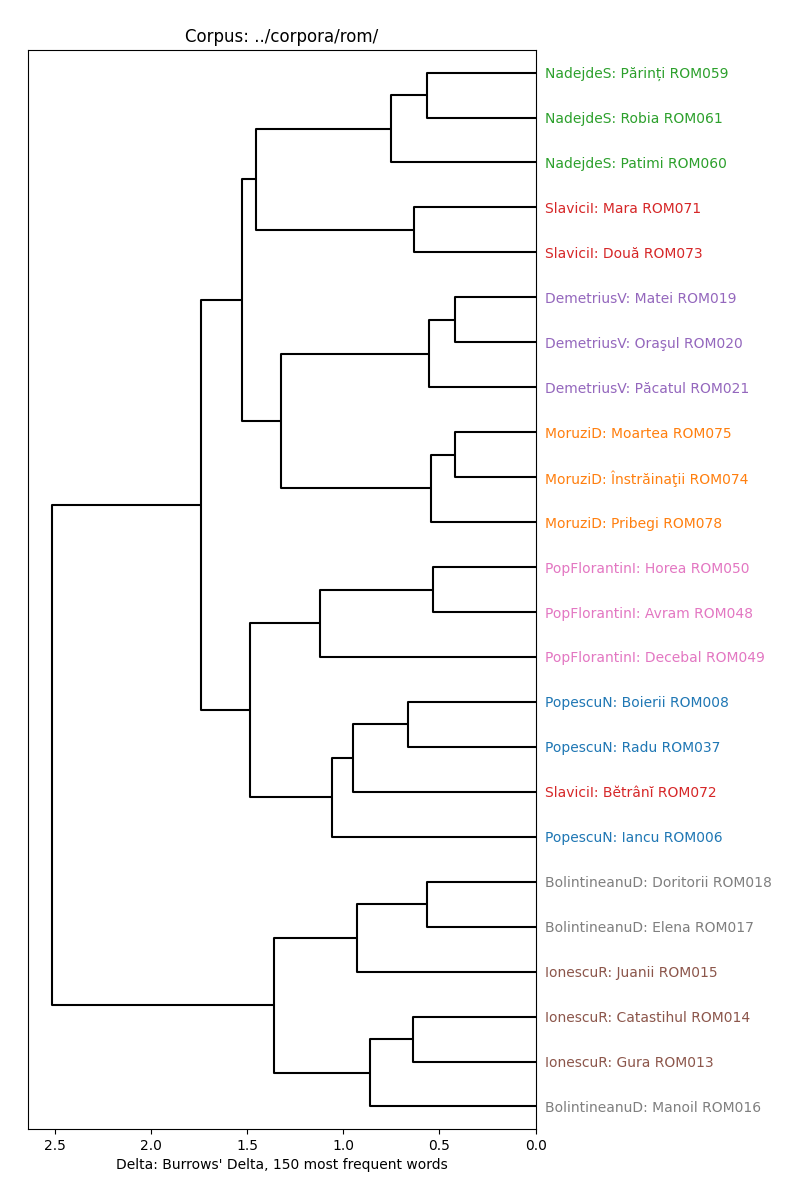 Corpus: ../corpora/rom/
NadejdeS: Părinți ROM059
NadejdeS: Robia ROM061
NadejdeS: Patimi ROM060
SlaviciI: Mara ROM071
SlaviciI: Două ROM073
DemetriusV: Matei ROM019
DemetriusV: Oraşul ROM020
DemetriusV: Păcatul ROM021
MoruziD: Moartea ROM075
MoruziD: Înstrăinaţii ROM074
MoruziD: Pribegi ROM078
PopFlorantinI: Horea ROM050
PopFlorantinI: Avram ROM048
PopFlorantinI: Decebal ROM049
PopescuN: Boierii ROM008
PopescuN: Radu ROM037
SlaviciI: Bětrânĭ ROM072
PopescuN: Iancu ROM006
BolintineanuD: Doritorii ROM018
BolintineanuD: Elena ROM017
IonescuR: Juanii ROM015
IonescuR: Catastihul ROM014
IonescuR: Gura ROM013
BolintineanuD: Manoil ROM016
2.5 2.0 1.5 1.0 0.5 0.0
Delta: Burrows' Delta, 150 most frequent words